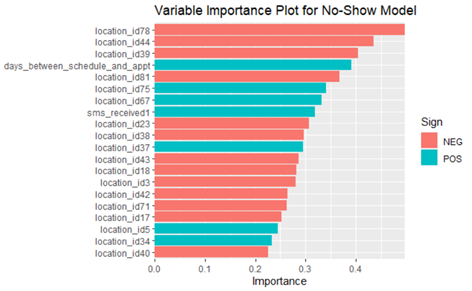 Variable Importance Plot for No-Show Model
location_id78
location_id44
location_id39
days_between_schedule_and_appt
location_id81
location_id75
location_id67
sms_received1
location_id23
location_id38
location_id37
location_id43
location_id18
location_id3
location_id42
location_id71
location_id17
location_id5
location_id34
location_id40
0.0 0.1 0.2 0.3 0.4
Importance
Sign
NEG
POS